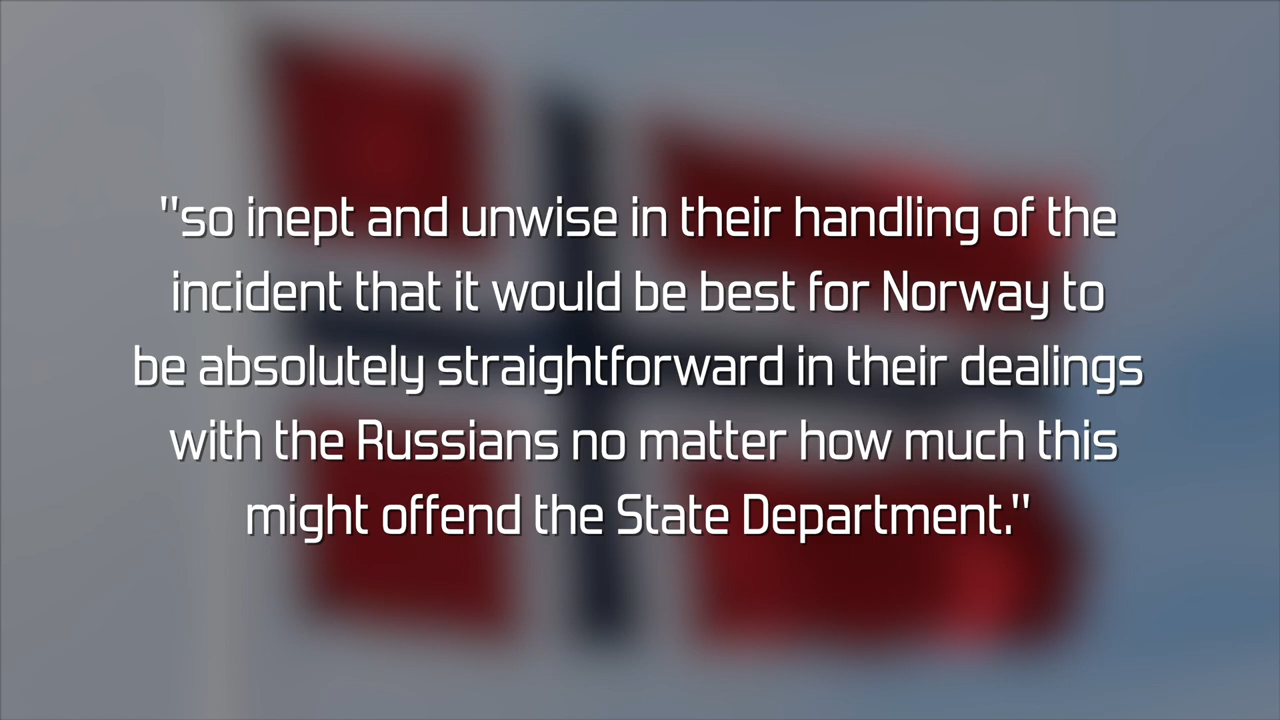 "so inept and unwise in their handling of the
incident that it would be best for Norway to
be absolutely straightforward in their dealings
with the Russians no matter how much this
might offend the State Department."